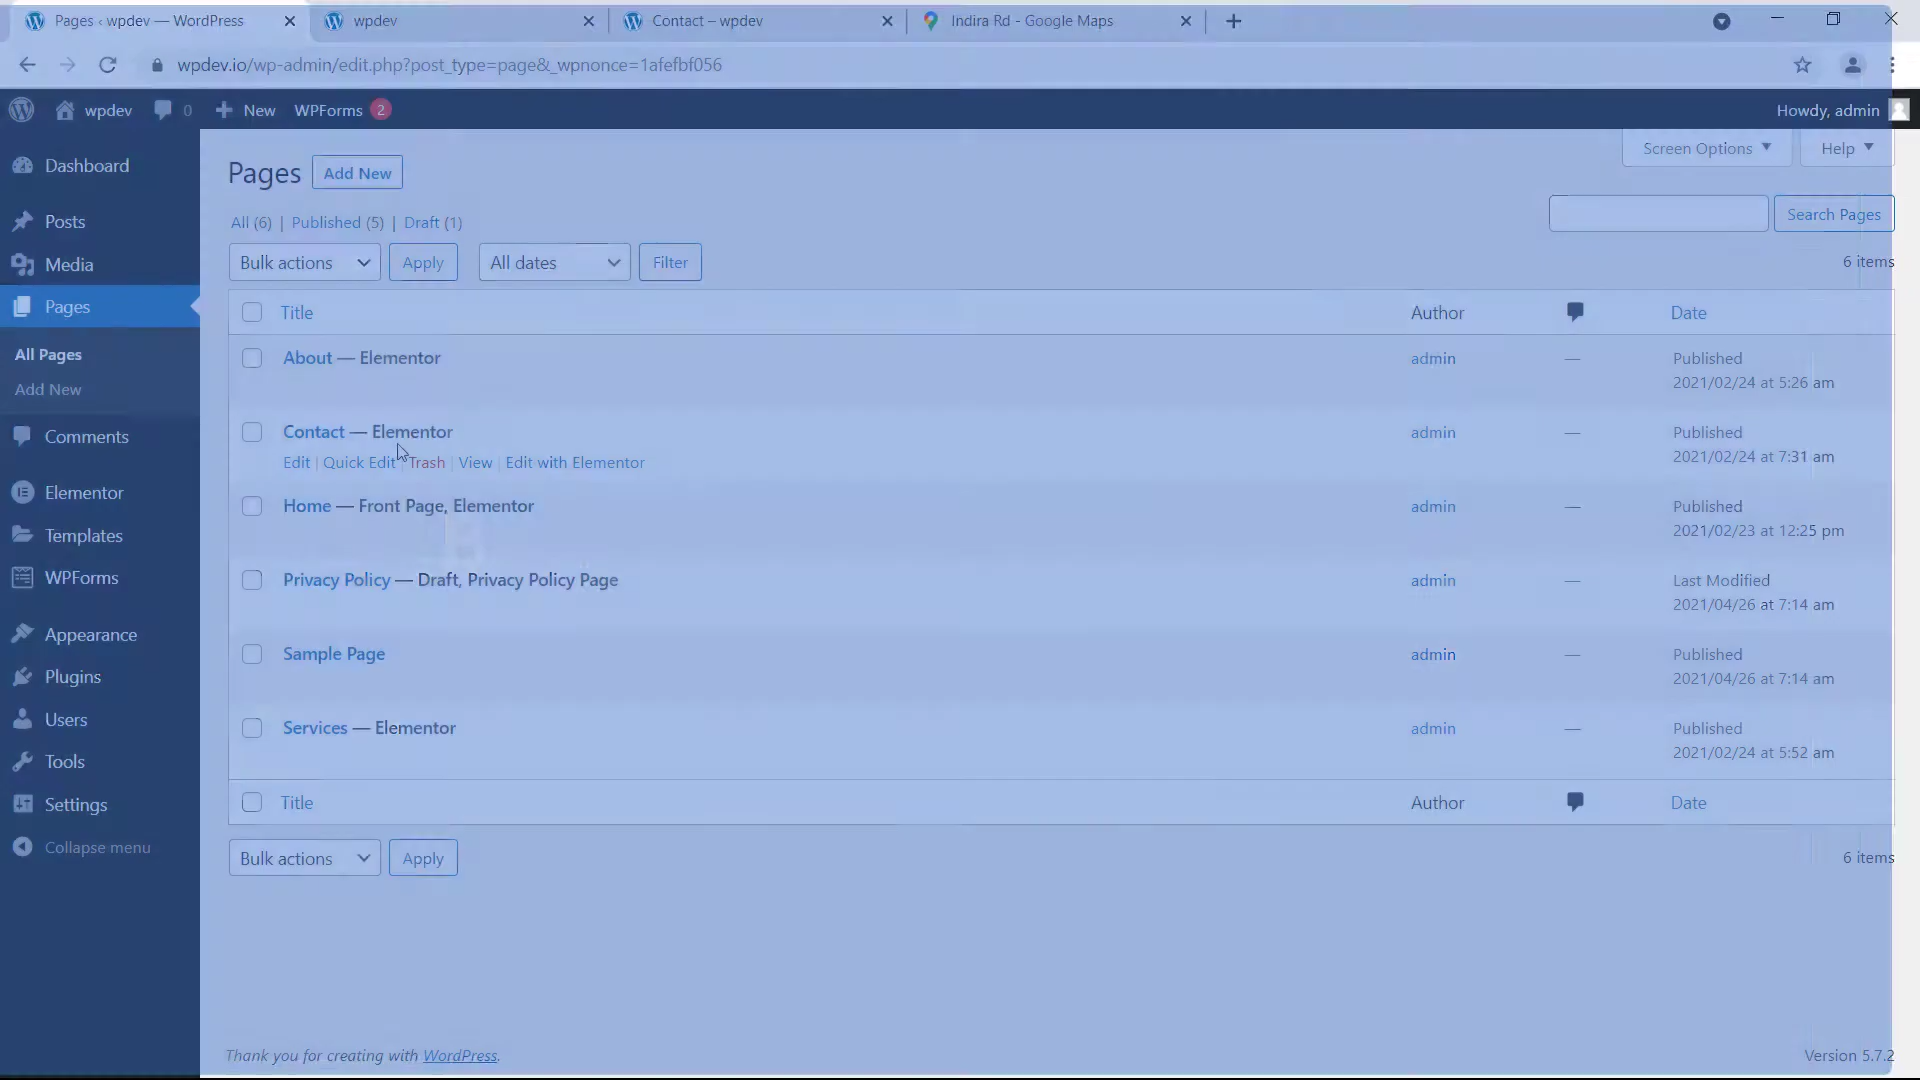 Pages ‹ wpdev — WordPress
wpdev
Contact – wpdev
Indira Rd - Google Maps
wpdev.io/wp-admin/edit.php?post_type=page&_wpnonce=1afefbf056
wpdev 0 New WPForms 2 Howdy, admin
Dashboard
Posts
Media
Pages
All Pages
Add New
Comments
Elementor
Templates
WPForms
Appearance
Plugins
Users
Tools
Settings
Collapse menu
Screen Options Help
Pages Add New
All (6) | Published (5) | Draft (1)
Search Pages
Bulk actions Apply All dates Filter 6 items
Title Author Date
About — Elementor admin — Published
2021/02/24 at 5:26 am
Contact — Elementor admin — Published
2021/02/24 at 7:31 am
Edit | Quick Edit | Trash | View | Edit with Elementor
Home — Front Page, Elementor admin — Published
2021/02/23 at 12:25 pm
Privacy Policy — Draft, Privacy Policy Page admin — Last Modified
2021/04/26 at 7:14 am
Sample Page admin — Published
2021/04/26 at 7:14 am
Services — Elementor admin — Published
2021/02/24 at 5:52 am
Title Author Date
Bulk actions Apply 6 items
Thank you for creating with WordPress. Version 5.7.2